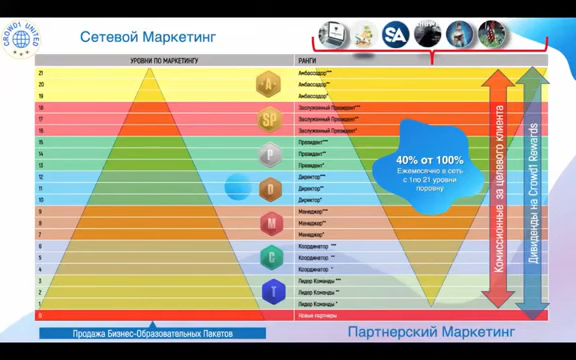 CROWD1 UNITED
Сетевой Маркетинг
SA
УРОВНИ ПО МАРКЕТИНГУ
РАНГИ
21
Амбассадор***
20
Амбассадор**
19
Амбассадор*
18
Заслуженный Президент***
17
Заслуженный Президент**
16
Заслуженный Президент*
15
Президент***
14
Президент**
13
Президент*
12
Директор***
11
Директор**
10
Директор*
9
Менеджер***
8
Менеджер**
7
Менеджер*
6
Координатор ***
5
Координатор **
4
Координатор *
3
Лидер Команды ***
2
Лидер Команды **
1
Лидер Команды *
0
Новые партнеры
A
SP
P
D
M
C
T
40% от 100%
Ежемесячно в сеть
с 1по 21 уровни
поровну
Комиссионные за целевого клиента
Дивиденды на Crowd1 Rewards
Продажа Бизнес-Образовательных Пакетов
Партнерский Маркетинг